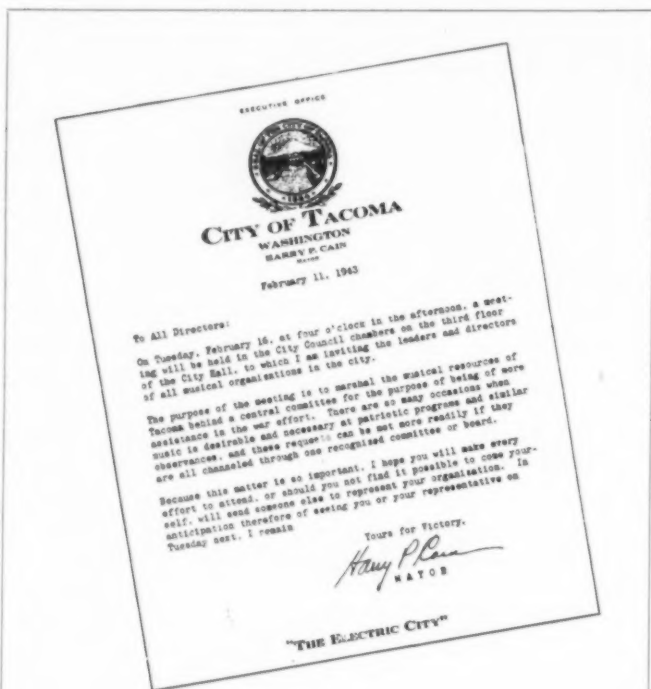 EXECUTIVE OFFICE
SEAL OF THE CITY OF TACOMA
CITY OF TACOMA
WASHINGTON
HARRY P. CAIN
MAYOR
February 11, 1943
To All Directors:
On Tuesday, February 16, at four o'clock in the afternoon, a meet-
ing will be held in the City Council chambers on the third floor
of the City Hall, to which I am inviting the leaders and directors
of all musical organizations in the city.
The purpose of the meeting is to marshal the musical resources of
Tacoma behind a central committee for the purpose of being of more
assistance in the war effort. There are so many occasions when
music is desirable and necessary at patriotic programs and similar
observances, and these requests can be met more readily if they
are all channeled through one recognized committee or board.
Because this matter is so important, I hope you will make every
effort to attend, or should you not find it possible to come your-
self, will send someone else to represent your organization. In
anticipation therefore of seeing you or your representative on
Tuesday next, I remain
Yours for Victory,
Harry P Cain
MAYOR
"THE ELECTRIC CITY"